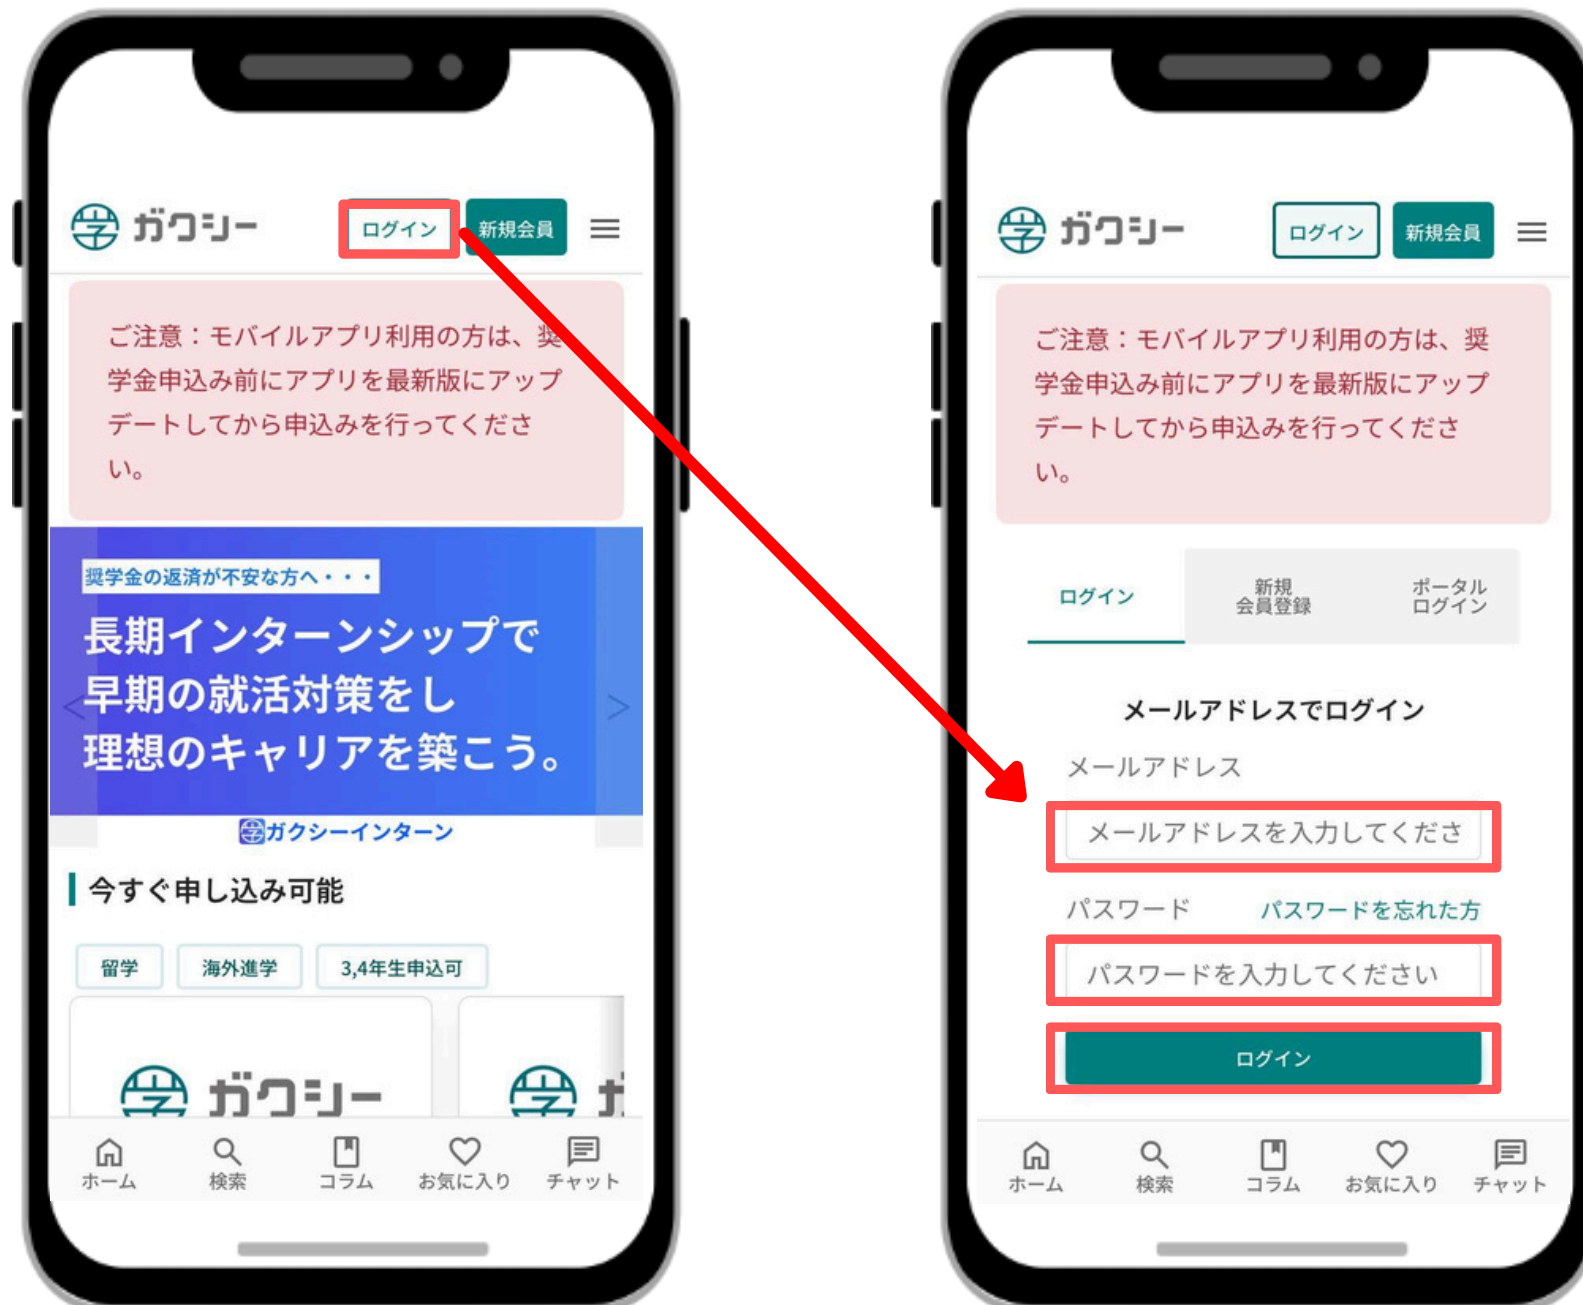 ガクシー
ログイン
新規会員
ご注意：モバイルアプリ利用の方は、奨
学金申込み前にアプリを最新版にアップ
デートしてから申込みを行ってくださ
い。
奨学金の返済が不安な方へ・・・
長期インターンシップで
早期の就活対策をし
理想のキャリアを築こう。
ガクシーインターン
今すぐ申し込み可能
留学
海外進学
3,4年生申込可
ガクシー
ホーム
検索
コラム
お気に入り
チャット
ガクシー
ログイン
新規会員
ご注意：モバイルアプリ利用の方は、奨
学金申込み前にアプリを最新版にアップ
デートしてから申込みを行ってくださ
い。
ログイン
新規
会員登録
ポータル
ログイン
メールアドレスでログイン
メールアドレス
メールアドレスを入力してくださ
パスワード パスワードを忘れた方
パスワードを入力してください
ログイン
ホーム
検索
コラム
お気に入り
チャット